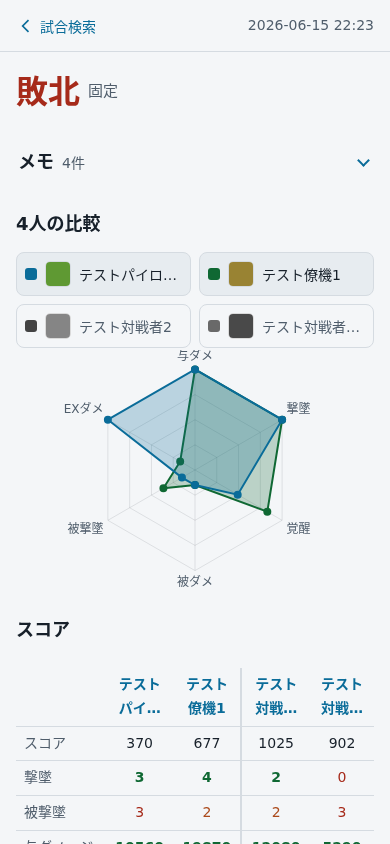 試合検索 2026-06-15 22:23
敗北 固定
メモ 4件
4人の比較
テストパイロ… テスト僚機1
テスト対戦者2 テスト対戦者…
与ダメ
EXダメ 撃墜
被撃墜 覚醒
被ダメ
スコア
テスト テスト テスト テスト
パイ… 僚機1 対戦… 対戦…
スコア 370 677 1025 902
撃墜 3 4 2 0
被撃墜 3 2 2 3